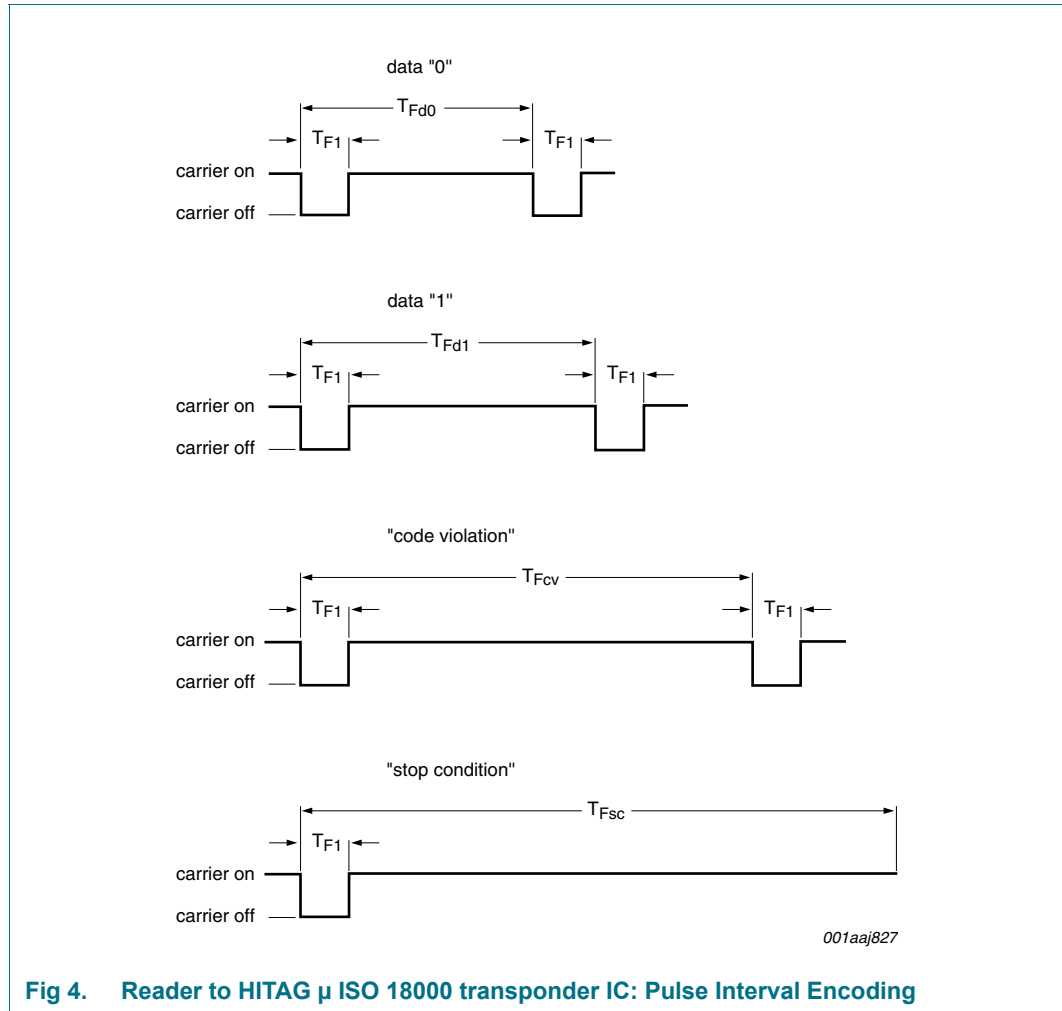 data "0"
TFd0
TF1 TF1
carrier on
carrier off
data "1"
TFd1
TF1 TF1
carrier on
carrier off
"code violation"
TFcv
TF1 TF1
carrier on
carrier off
"stop condition"
TFsc
TF1
carrier on
carrier off
001aaj827
Fig 4. Reader to HITAG µ ISO 18000 transponder IC: Pulse Interval Encoding